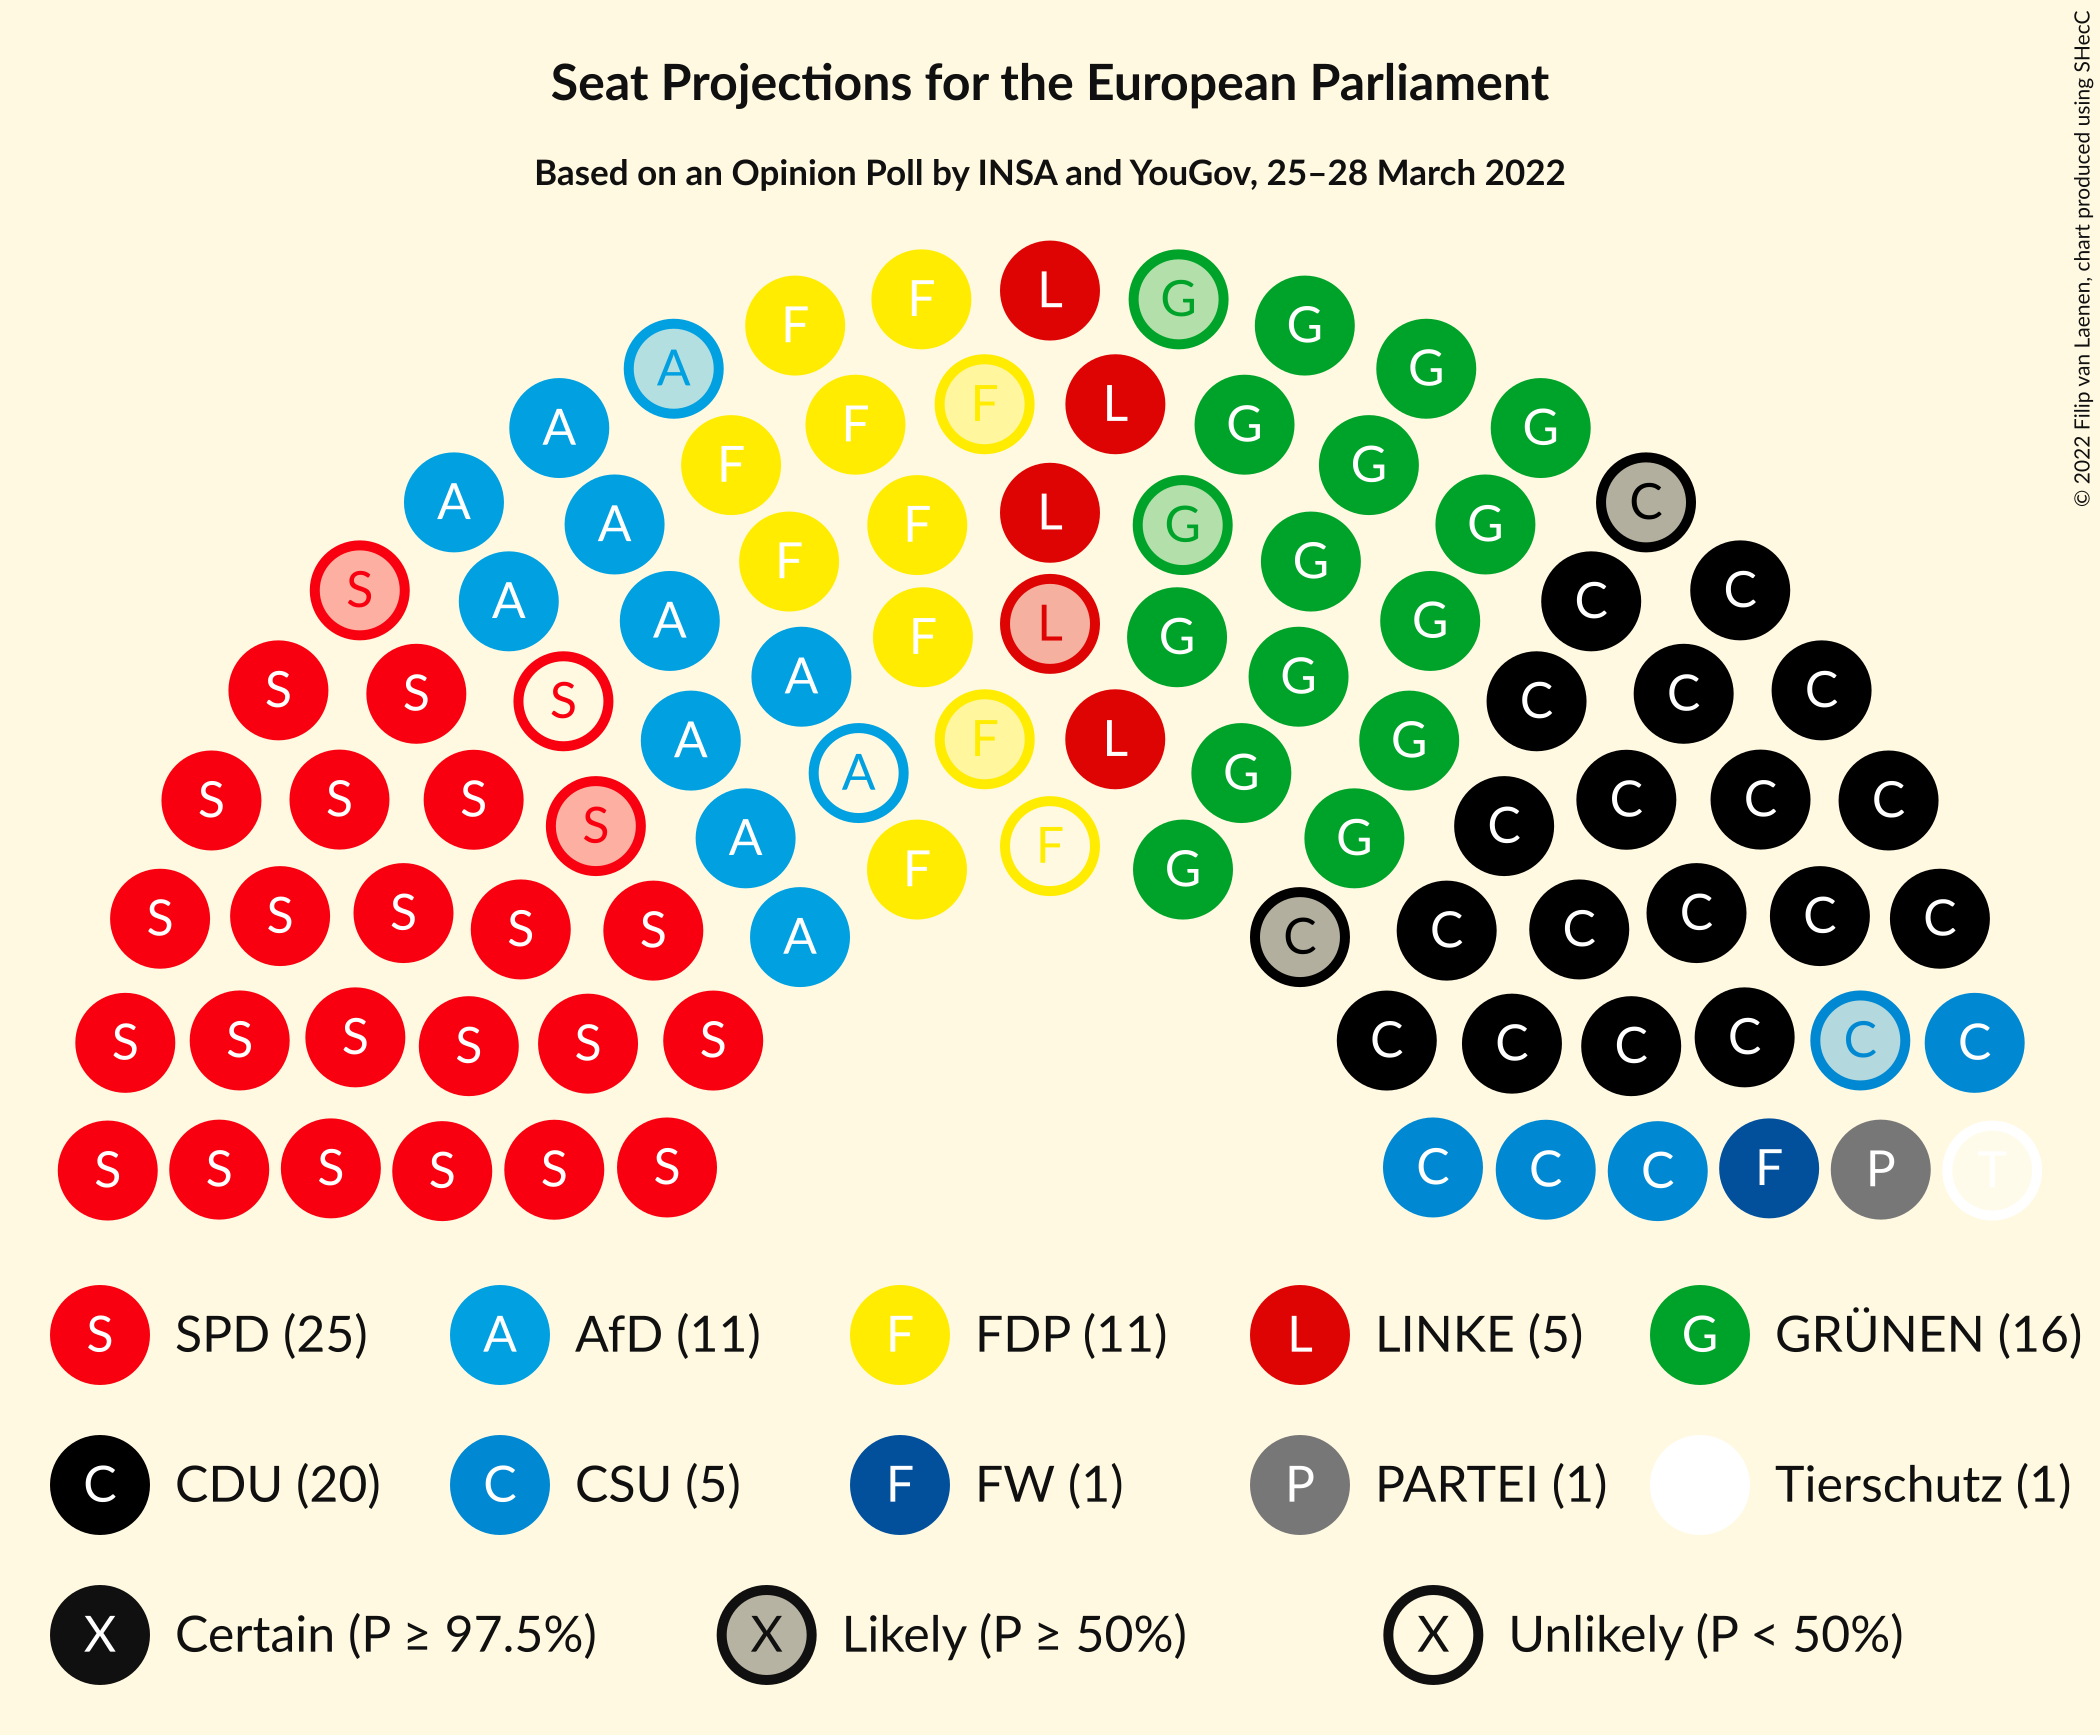 Seat Projections for the European Parliament
Based on an Opinion Poll by INSA and YouGov, 25–28 March 2022
© 2022 Filip van Laenen, chart produced using SHecC
F F L G G
A G
A F F L G G
F G
A A F L G G C
S A F G C C
A F L G G
S S S A G C C C
A F L G
S S S A G C C C
S A F G C
F G
S S S S S A C C C C C C
S S S S S S C C C C C C
S S S S S S C C C F P T
S SPD (25) A AfD (11) F FDP (11) L LINKE (5) G GRÜNEN (16)
C CDU (20) C CSU (5) F FW (1) P PARTEI (1) Tierschutz (1)
X Certain (P ≥ 97.5%) X Likely (P ≥ 50%) X Unlikely (P < 50%)